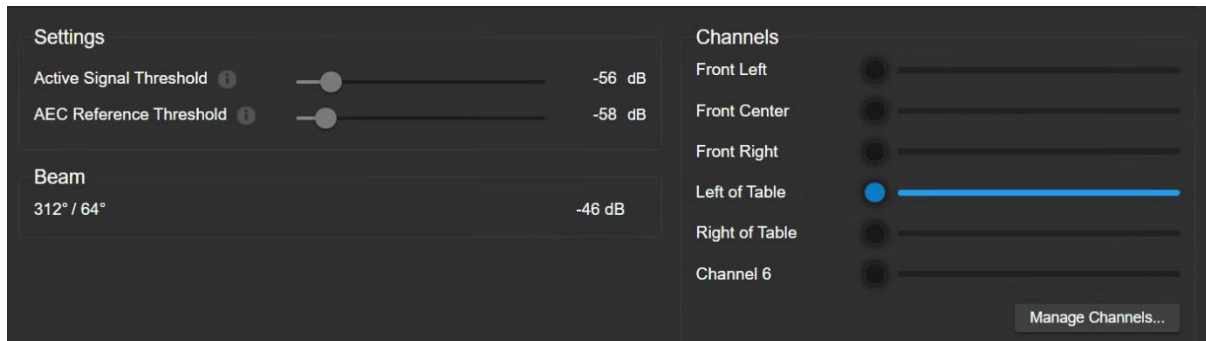 Settings
Active Signal Threshold -56 dB
AEC Reference Threshold -58 dB
Beam
312° / 64° -46 dB
Channels
Front Left
Front Center
Front Right
Left of Table
Right of Table
Channel 6
Manage Channels...